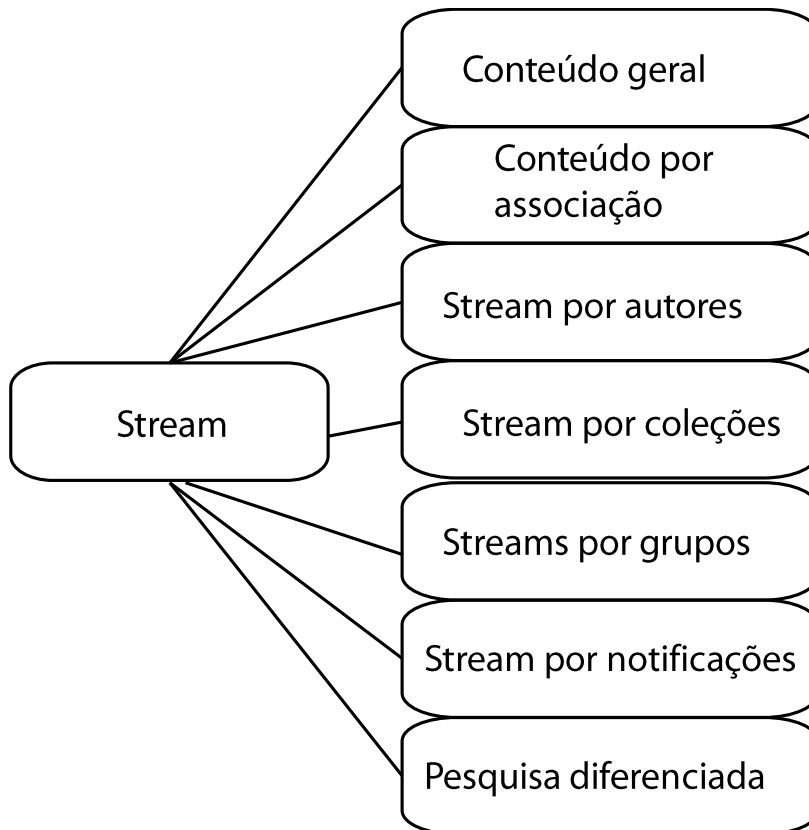 Conteúdo geral
Conteúdo por
associação
Stream por autores
Stream
Stream por coleções
Streams por grupos
Stream por notificações
Pesquisa diferenciada